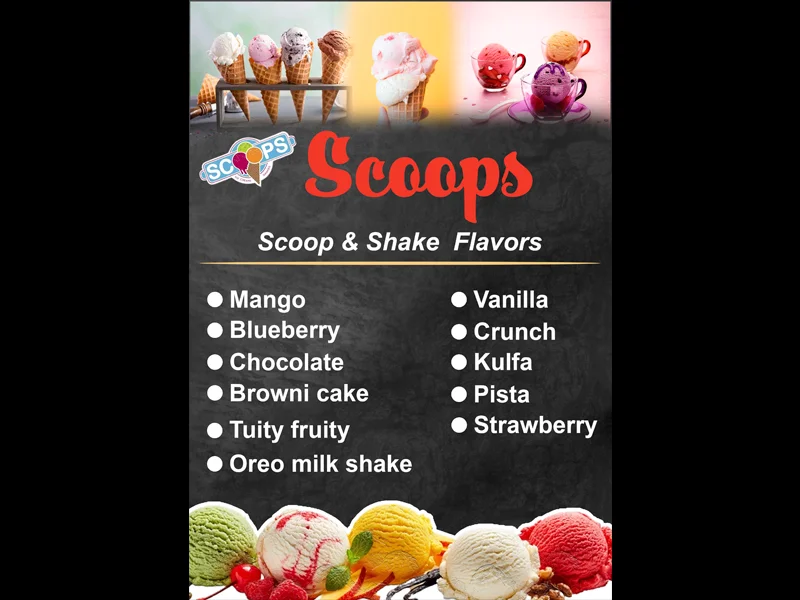 SCOOPS
Scoops
Scoop & Shake Flavors
Mango
Blueberry
Chocolate
Browni cake
Tuity fruity
Oreo milk shake
Vanilla
Crunch
Kulfa
Pista
Strawberry